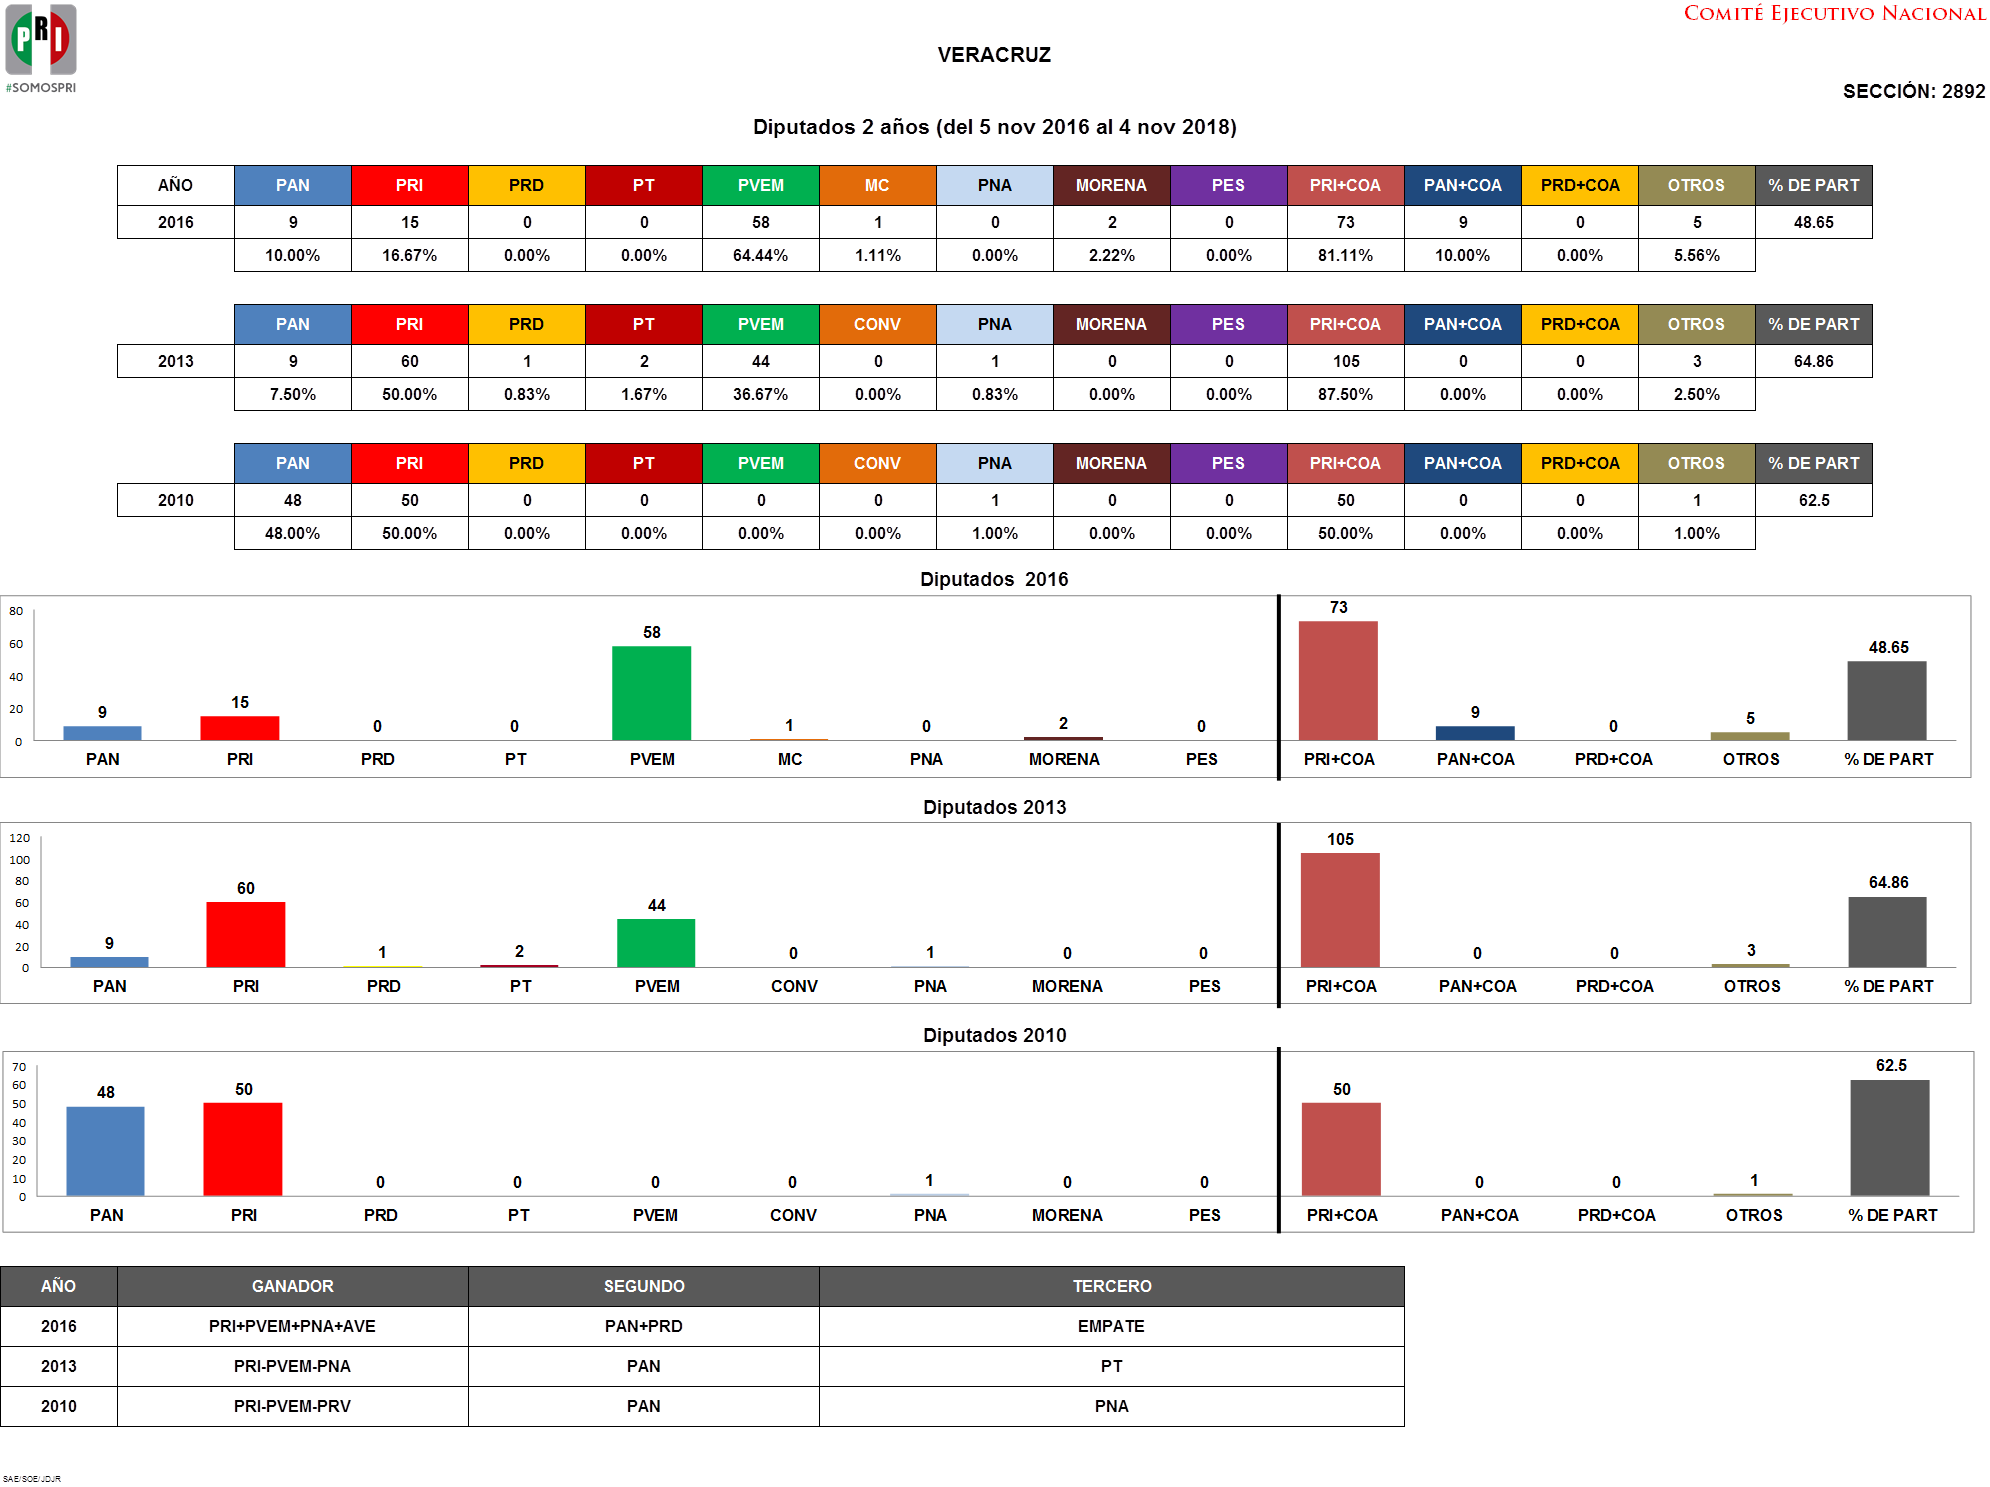 PRI
#SOMOSPRI
COMITÉ EJECUTIVO NACIONAL
VERACRUZ
SECCIÓN: 2892
Diputados 2 años (del 5 nov 2016 al 4 nov 2018)
AÑO PAN PRI PRD PT PVEM MC PNA MORENA PES PRI+COA PAN+COA PRD+COA OTROS % DE PART
2016 9 15 0 0 58 1 0 2 0 73 9 0 5 48.65
10.00% 16.67% 0.00% 0.00% 64.44% 1.11% 0.00% 2.22% 0.00% 81.11% 10.00% 0.00% 5.56%
PAN PRI PRD PT PVEM CONV PNA MORENA PES PRI+COA PAN+COA PRD+COA OTROS % DE PART
2013 9 60 1 2 44 0 1 0 0 105 0 0 3 64.86
7.50% 50.00% 0.83% 1.67% 36.67% 0.00% 0.83% 0.00% 0.00% 87.50% 0.00% 0.00% 2.50%
PAN PRI PRD PT PVEM CONV PNA MORENA PES PRI+COA PAN+COA PRD+COA OTROS % DE PART
2010 48 50 0 0 0 0 1 0 0 50 0 0 1 62.5
48.00% 50.00% 0.00% 0.00% 0.00% 0.00% 1.00% 0.00% 0.00% 50.00% 0.00% 0.00% 1.00%
Diputados 2016
80
60
40
20
0
9 15 0 0 58 1 0 2 0 73 9 0 5 48.65
PAN PRI PRD PT PVEM MC PNA MORENA PES PRI+COA PAN+COA PRD+COA OTROS % DE PART
Diputados 2013
120
100
80
60
40
20
0
9 60 1 2 44 0 1 0 0 105 0 0 3 64.86
PAN PRI PRD PT PVEM CONV PNA MORENA PES PRI+COA PAN+COA PRD+COA OTROS % DE PART
Diputados 2010
70
60
50
40
30
20
10
0
48 50 0 0 0 0 1 0 0 50 0 0 1 62.5
PAN PRI PRD PT PVEM CONV PNA MORENA PES PRI+COA PAN+COA PRD+COA OTROS % DE PART
AÑO GANADOR SEGUNDO TERCERO
2016 PRI+PVEM+PNA+AVE PAN+PRD EMPATE
2013 PRI-PVEM-PNA PAN PT
2010 PRI-PVEM-PRV PAN PNA
SAE/SOE/JDJR